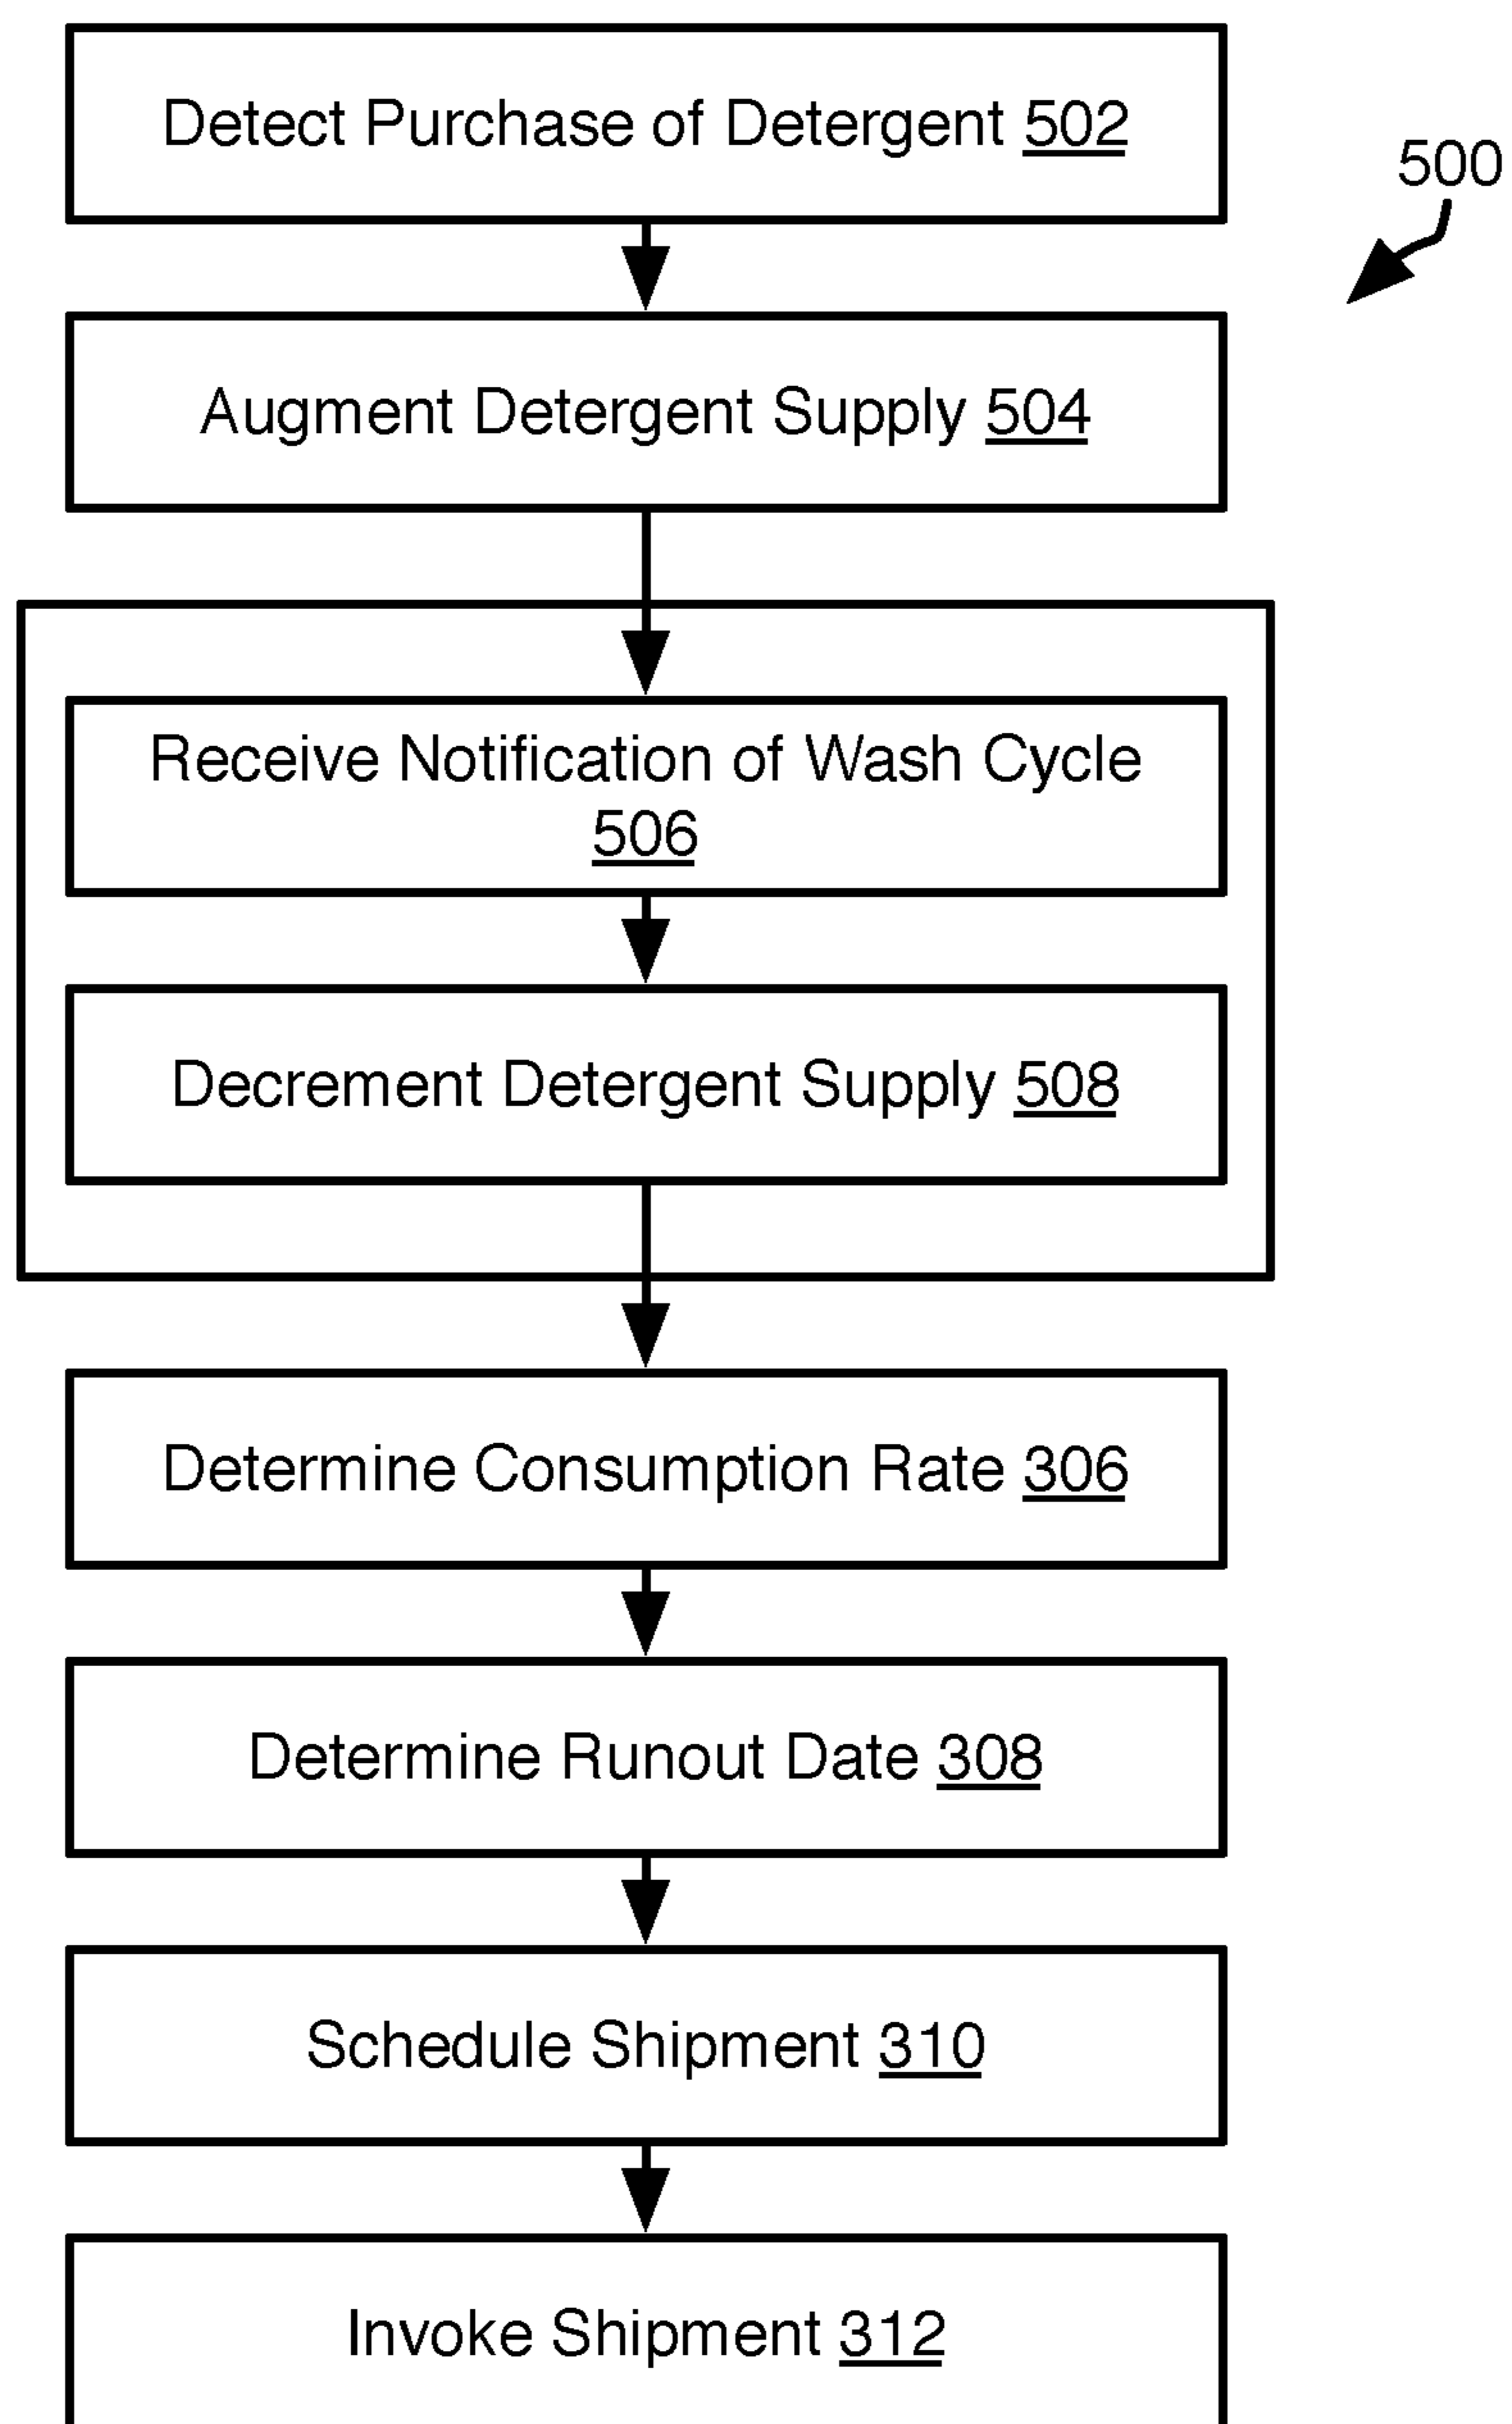 Detect Purchase of Detergent 502
500
Augment Detergent Supply 504
Receive Notification of Wash Cycle
506
Decrement Detergent Supply 508
Determine Consumption Rate 306
Determine Runout Date 308
Schedule Shipment 310
Invoke Shipment 312